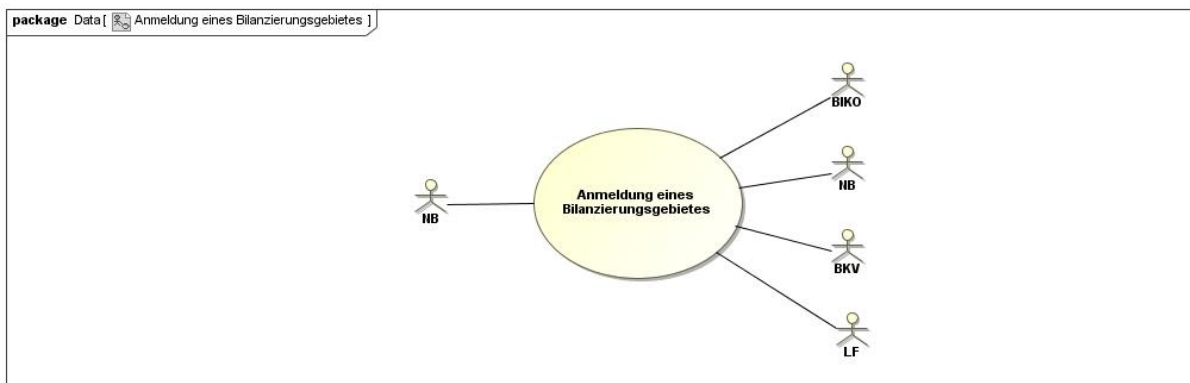 package Data [ Anmeldung eines Bilanzierungsgebietes ]
BIKO
NB
NB
Anmeldung eines
Bilanzierungsgebietes
BKV
LF